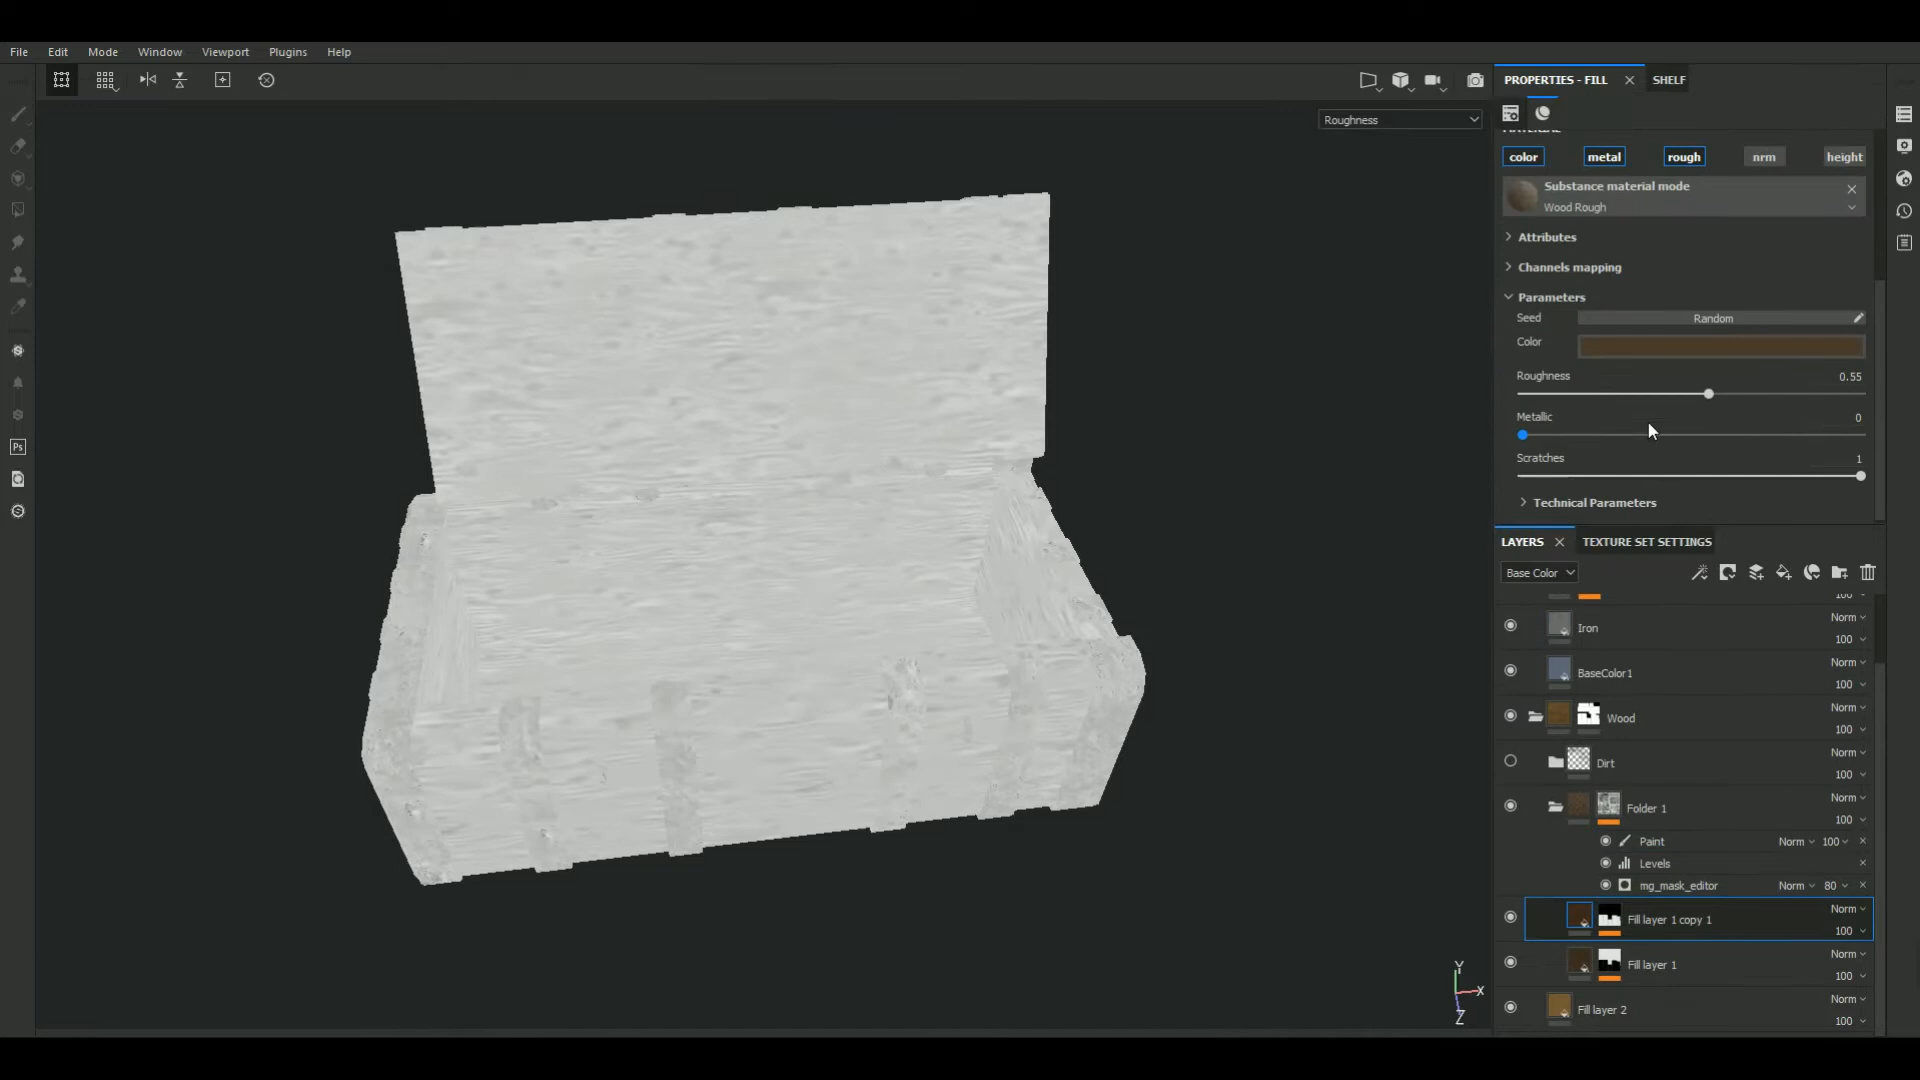 File Edit Mode Window Viewport Plugins Help
PROPERTIES - FILL SHELF
Roughness
color metal rough nrm height
Substance material mode
Wood Rough
Attributes
Channels mapping
Parameters
Seed Random
Color
Roughness 0.55
Metallic 0
Scratches 1
Technical Parameters
LAYERS TEXTURE SET SETTINGS
Base Color
Norm
Iron
100
Norm
BaseColor1
100
Norm
Wood
100
Norm
Dirt
100
Norm
Folder 1
100
Paint Norm 100
Levels
mg_mask_editor Norm 80
Norm
Fill layer 1 copy 1
100
Norm
Fill layer 1
100
Norm
Fill layer 2
100
Ps
Y
X
Z